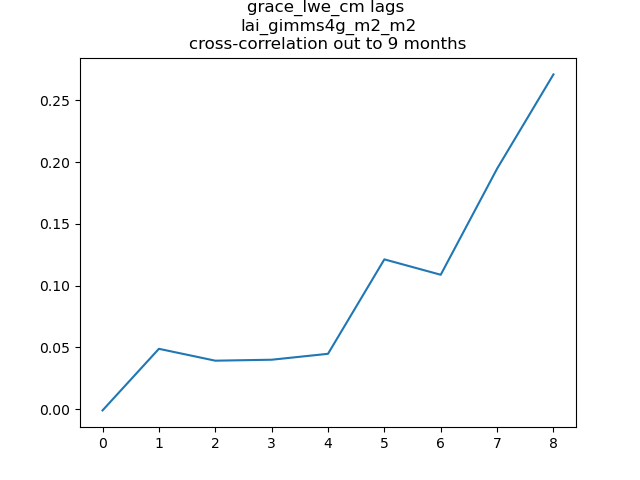 grace_lwe_cm lags
lai_gimms4g_m2_m2
cross-correlation out to 9 months
0.25
0.20
0.15
0.10
0.05
0.00
0 1 2 3 4 5 6 7 8